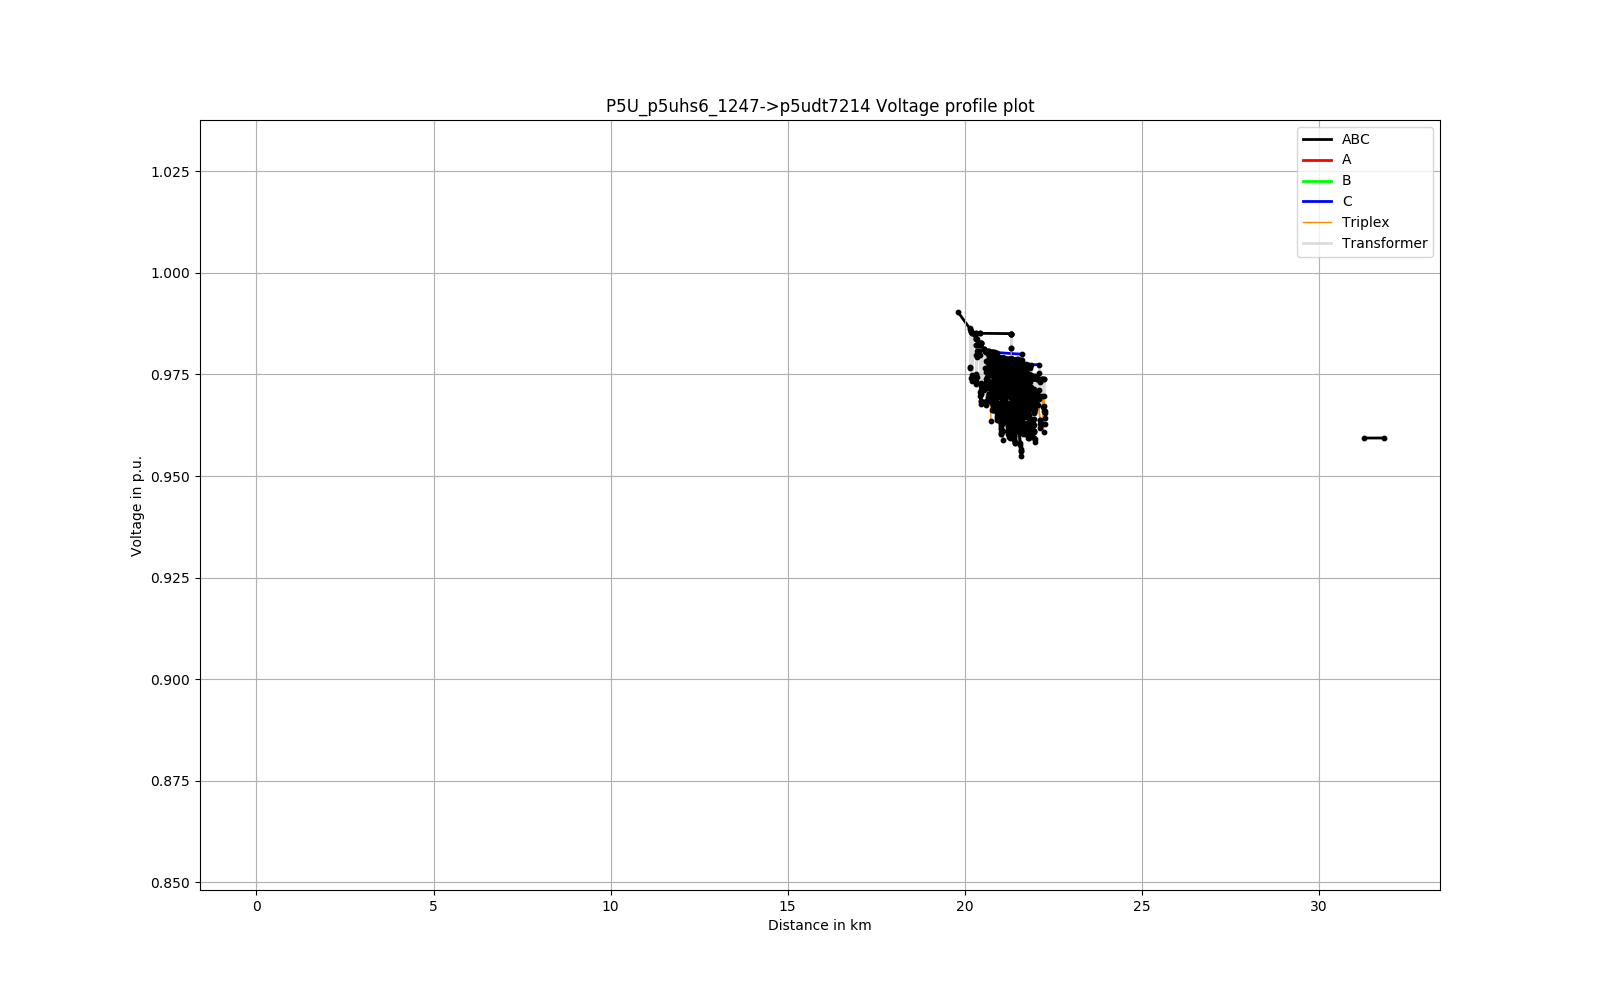 P5U_p5uhs6_1247->p5udt7214 Voltage profile plot
ABC
A
B
C
Triplex
Transformer
1.025
1.000
0.975
0.950
0.925
0.900
0.875
0.850
Voltage in p.u.
0 5 10 15 20 25 30
Distance in km